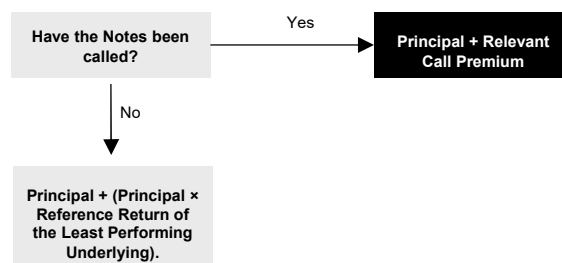 Have the Notes been
called?
Yes
Principal + Relevant
Call Premium
No
Principal + (Principal ×
Reference Return of
the Least Performing
Underlying).